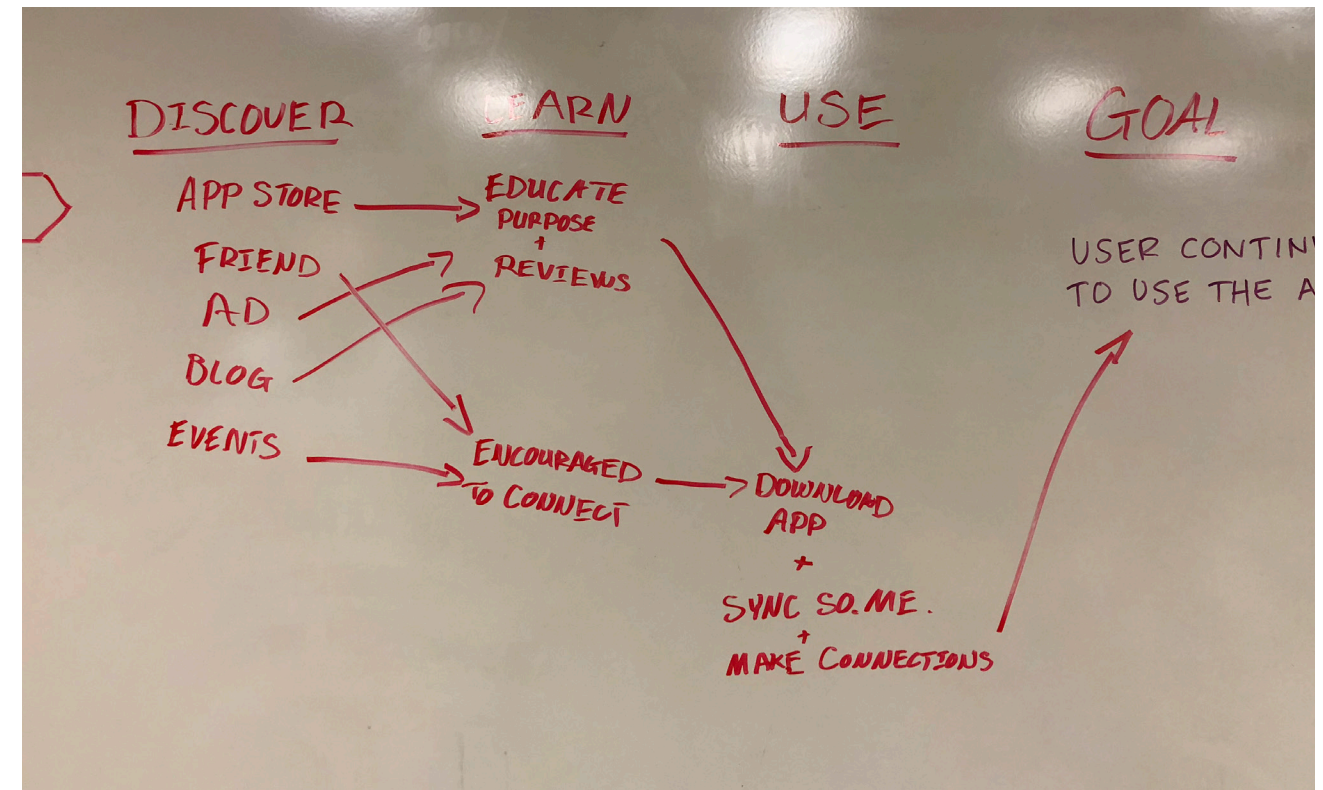 DISCOVER
APP STORE
FRIEND
AD
BLOG
EVENTS
LEARN
EDUCATE
PURPOSE
+
REVIEWS
ENCOURAGED
TO CONNECT
USE
DOWNLOAD
APP
+
SYNC SO.ME.
+
MAKE CONNECTIONS
GOAL
USER CONTIN
TO USE THE A